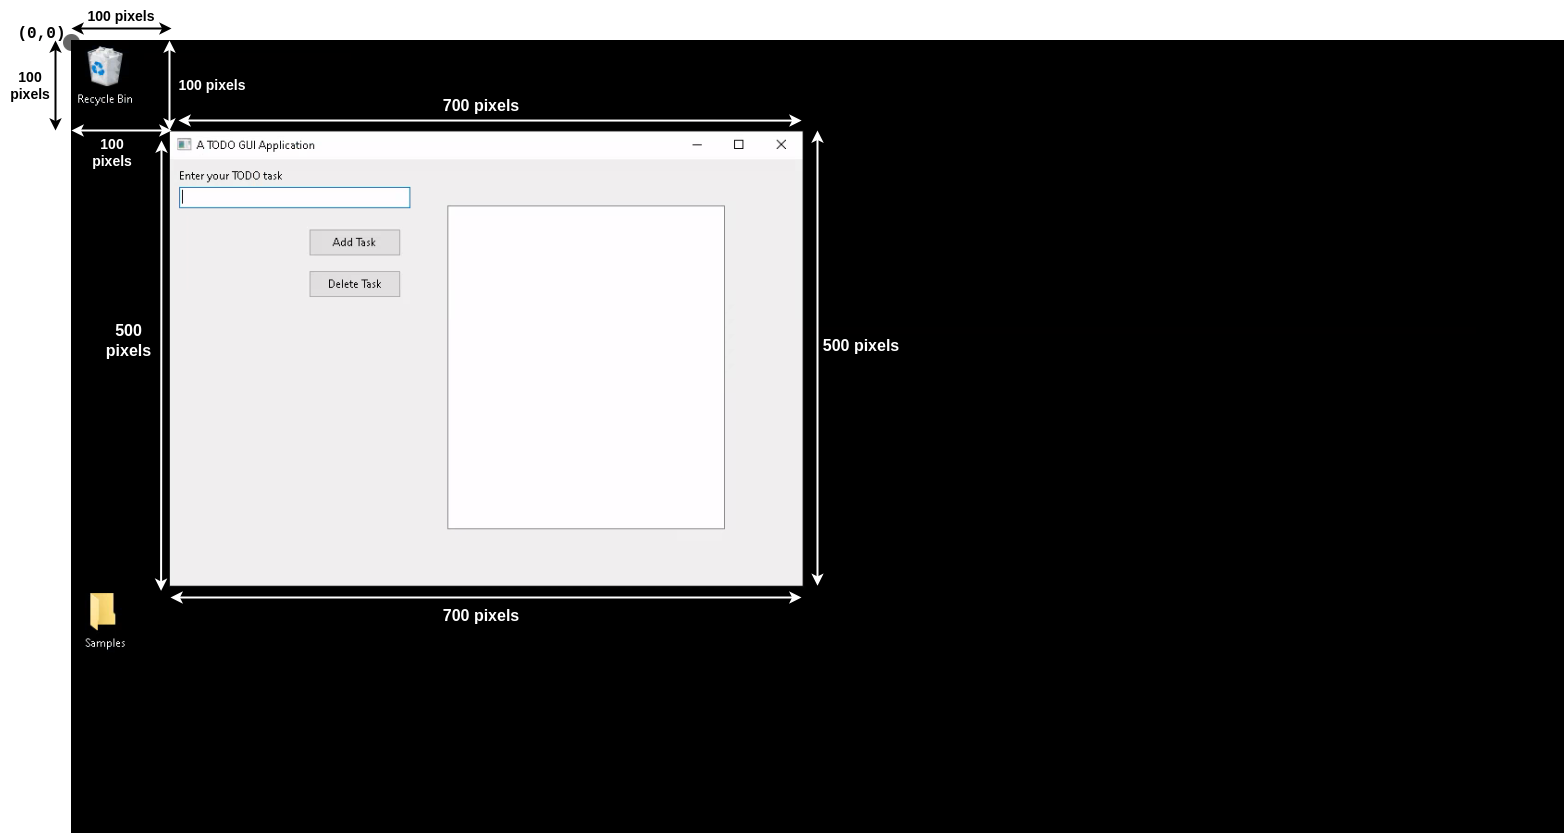 100 pixels
(0,0)
100
pixels
100 pixels
Recycle Bin
700 pixels
100
pixels
A TODO GUI Application
Enter your TODO task
Add Task
Delete Task
500
pixels
500 pixels
700 pixels
Samples